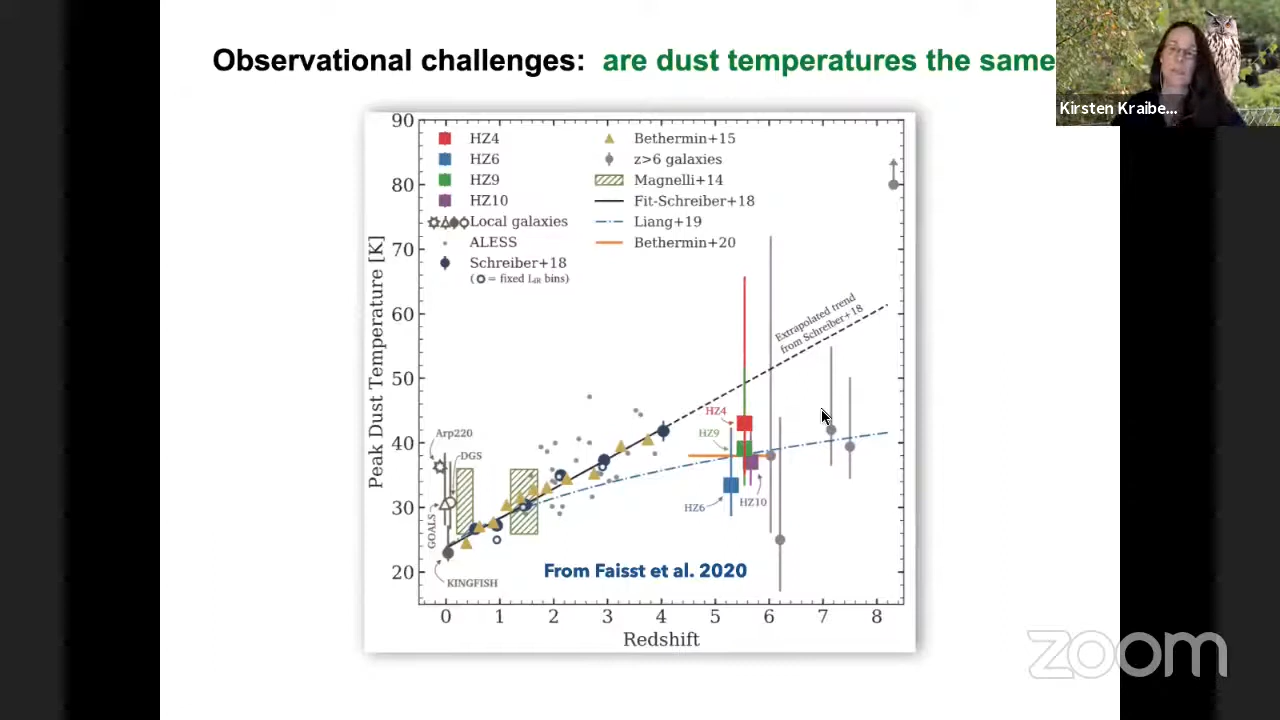 Observational challenges: are dust temperatures the same
Kirsten Kraibe...
90
80
70
60
50
40
30
20
Peak Dust Temperature [K]
HZ4
HZ6
HZ9
HZ10
Local galaxies
ALESS
Schreiber+18
(○ = fixed LIR bins)
Bethermin+15
z>6 galaxies
Magnelli+14
Fit-Schreiber+18
Liang+19
Bethermin+20
Extrapolated trend
from Schreiber+18
HZ4
HZ9
HZ6
HZ10
Arp220
DGS
GOALS
KINGFISH
From Faisst et al. 2020
0 1 2 3 4 5 6 7 8
Redshift
zoom